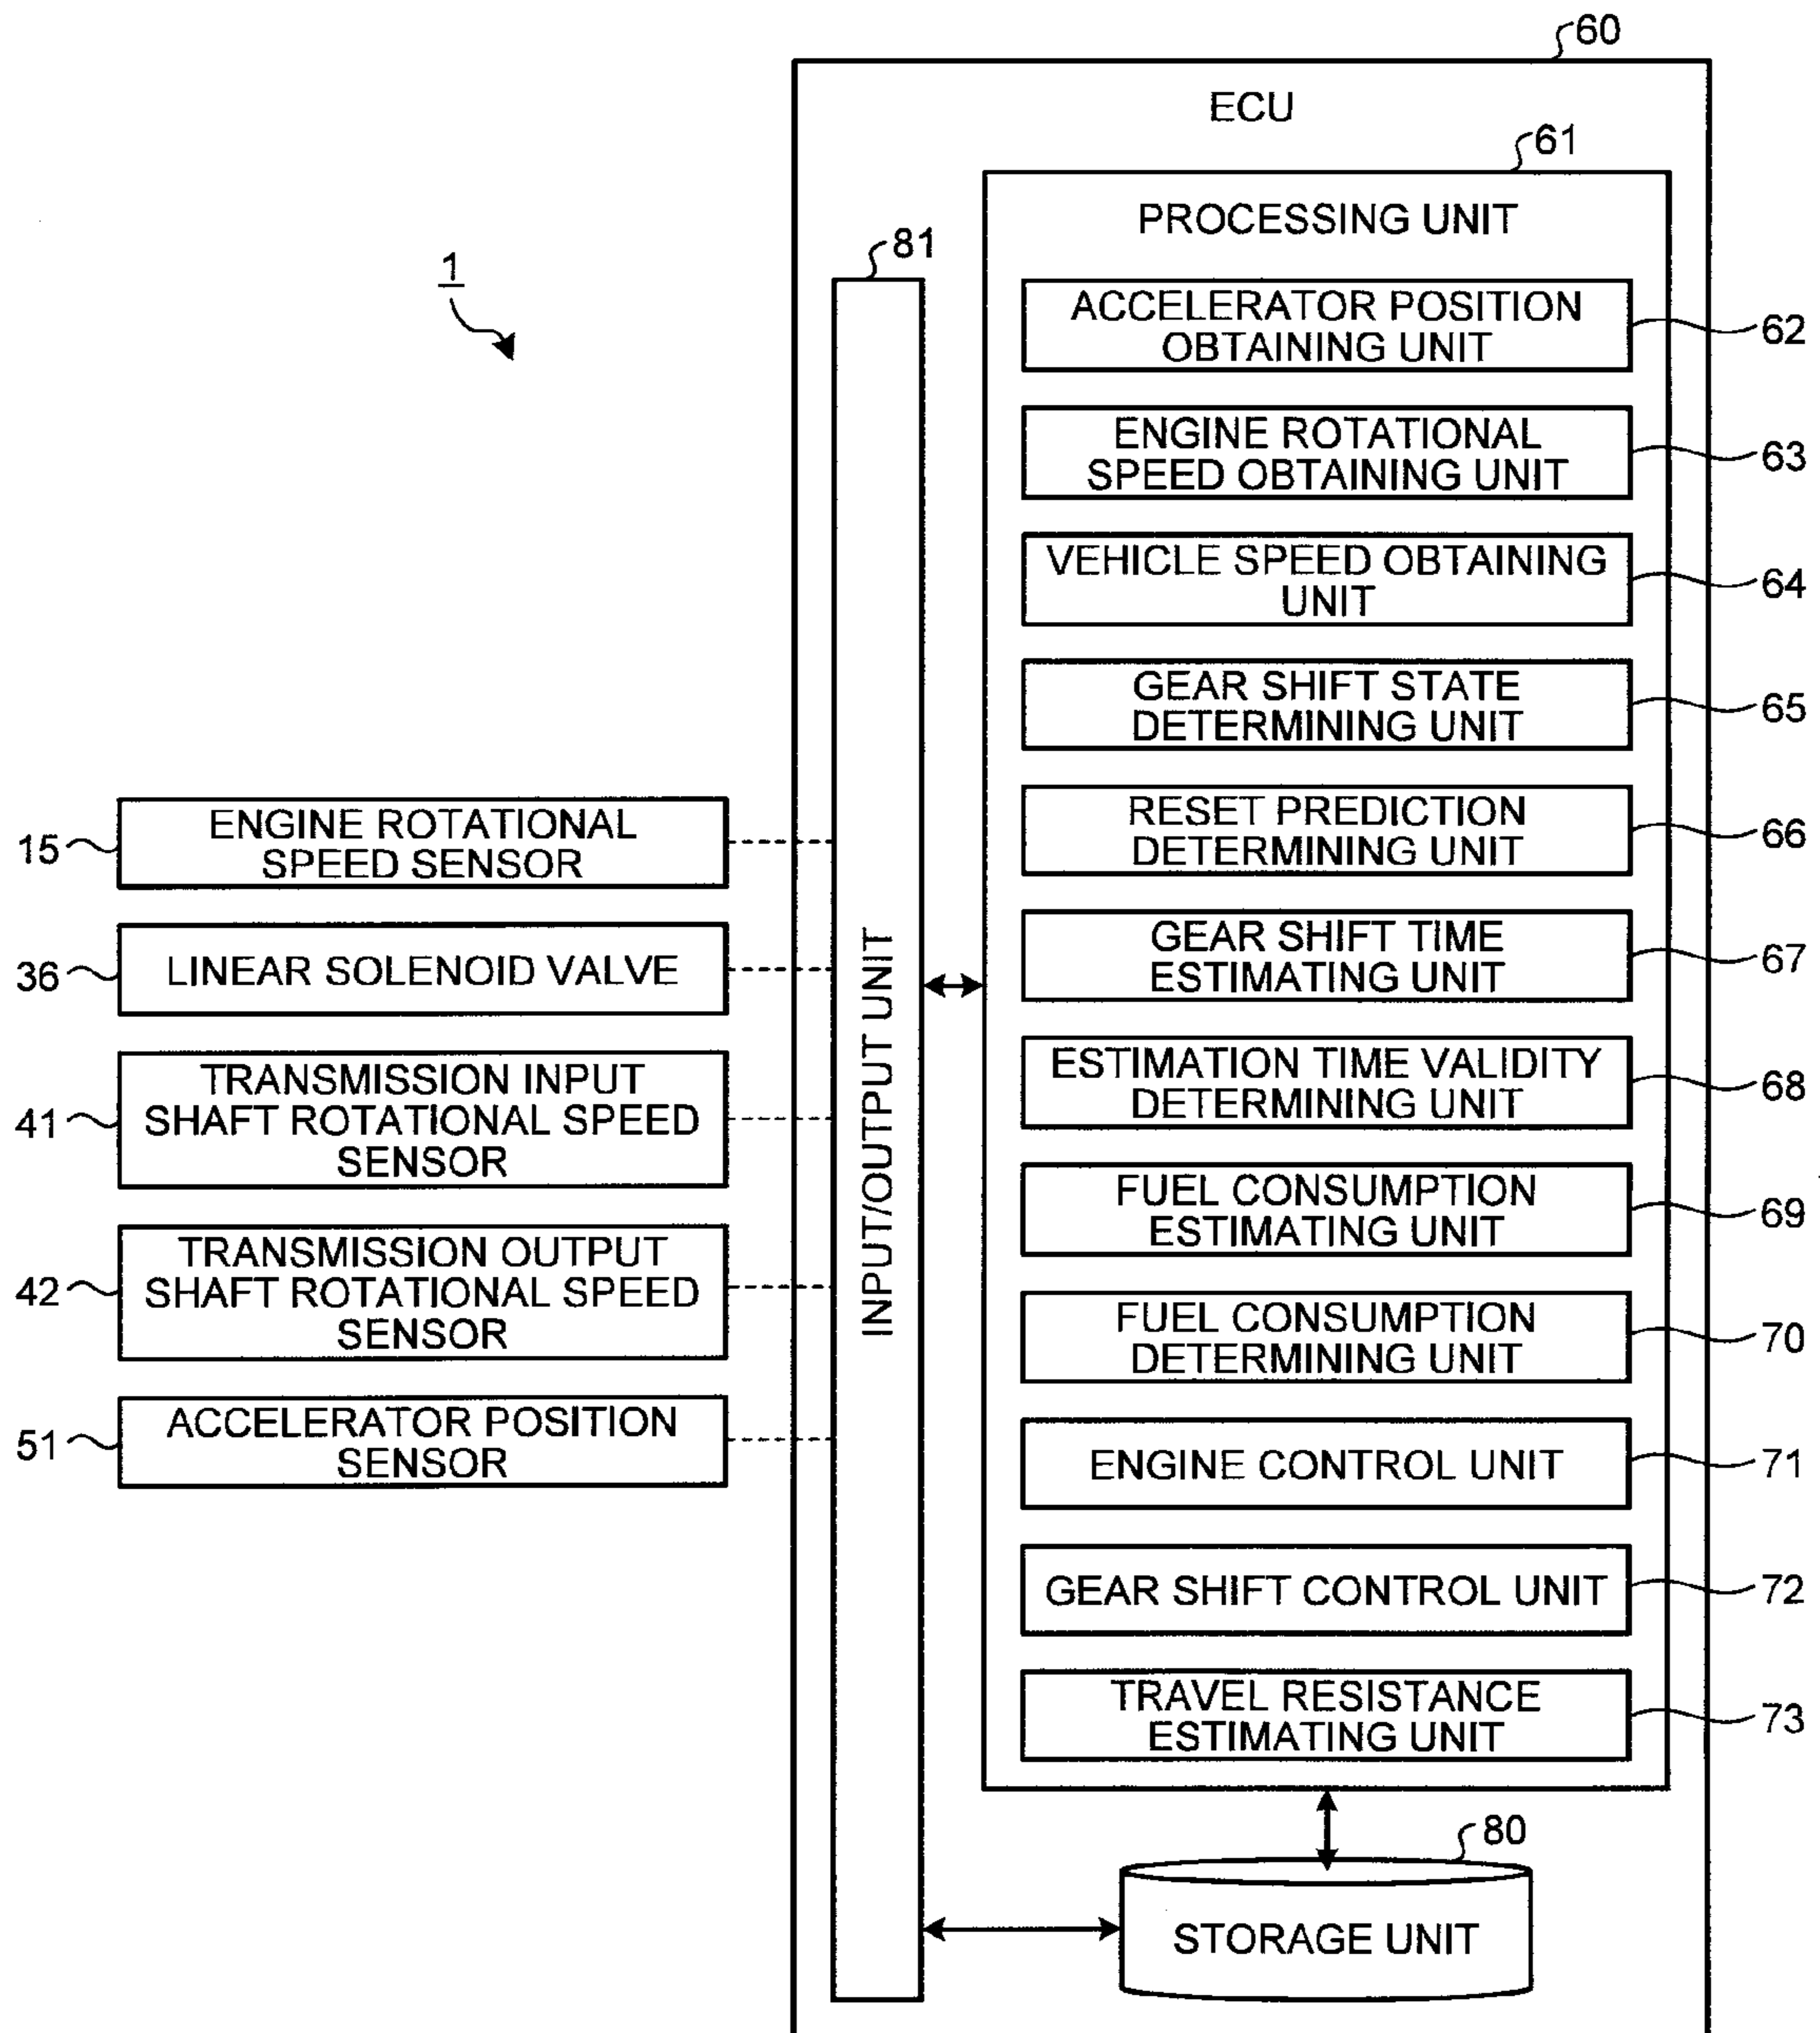 60
ECU
61
PROCESSING UNIT
81
1
ACCELERATOR POSITION
OBTAINING UNIT
62
ENGINE ROTATIONAL
SPEED OBTAINING UNIT
63
VEHICLE SPEED OBTAINING
UNIT
64
GEAR SHIFT STATE
DETERMINING UNIT
65
RESET PREDICTION
DETERMINING UNIT
66
GEAR SHIFT TIME
ESTIMATING UNIT
67
ESTIMATION TIME VALIDITY
DETERMINING UNIT
68
FUEL CONSUMPTION
ESTIMATING UNIT
69
FUEL CONSUMPTION
DETERMINING UNIT
70
ENGINE CONTROL UNIT
71
GEAR SHIFT CONTROL UNIT
72
TRAVEL RESISTANCE
ESTIMATING UNIT
73
INPUT/OUTPUT UNIT
15
ENGINE ROTATIONAL
SPEED SENSOR
36
LINEAR SOLENOID VALVE
41
TRANSMISSION INPUT
SHAFT ROTATIONAL SPEED
SENSOR
42
TRANSMISSION OUTPUT
SHAFT ROTATIONAL SPEED
SENSOR
51
ACCELERATOR POSITION
SENSOR
80
STORAGE UNIT